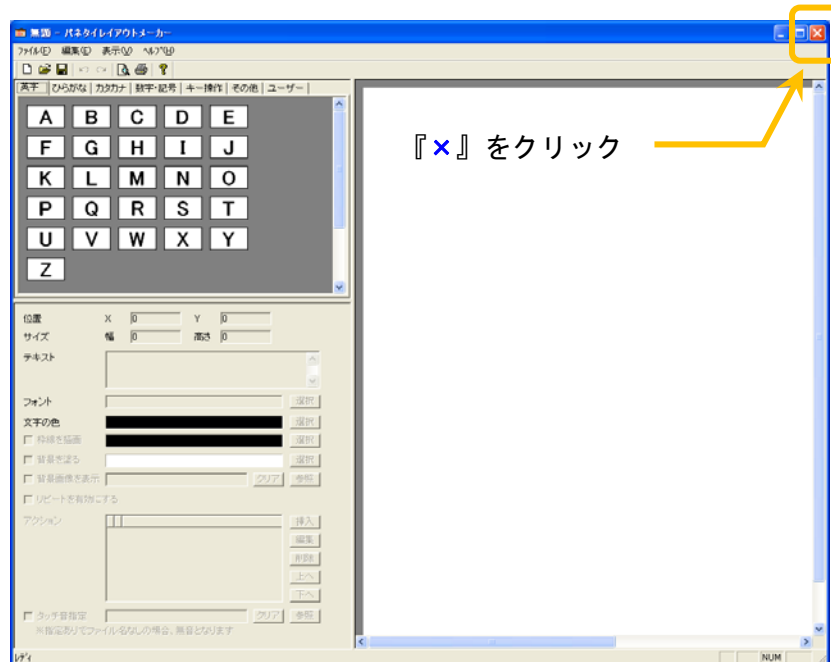 無題 - パネタイレイアウトメーカー
ファイル(F) 編集(E) 表示(V) ヘルプ(H)
英字 ひらがな カタカナ 数字・記号 キー操作 その他 ユーザー
A B C D E
F G H I J
K L M N O
P Q R S T
U V W X Y
Z
『×』をクリック
位置 X 0 Y 0
サイズ 幅 0 高さ 0
テキスト
フォント 選択
文字の色 選択
枠線を描画 選択
背景を塗る 選択
背景画像を表示 クリア 参照
リピートを有効にする
アクション 挿入
編集
削除
上へ
下へ
タッチ音指定 クリア 参照
※指定ありでファイル名なしの場合、無音となります
レディ NUM